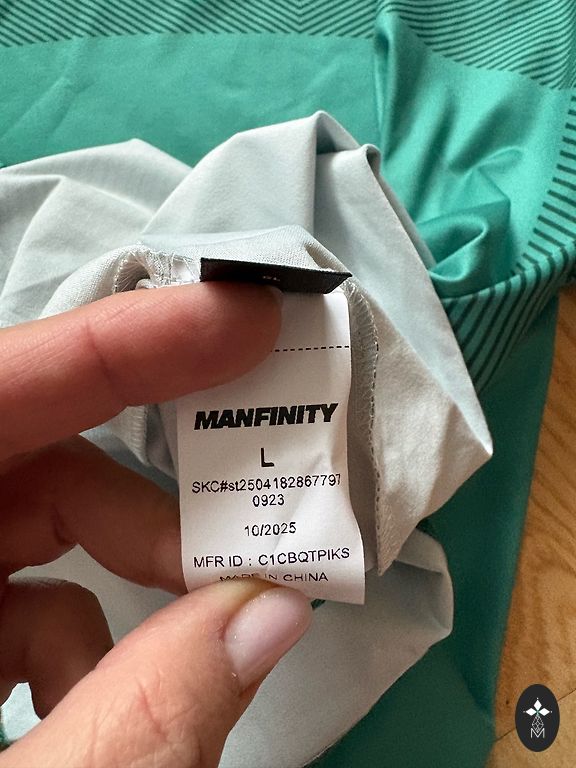 MANFINITY
L
SKC#st2504182867797
0923
10/2025
MFR ID : C1CBQTPIKS
MADE IN CHINA
M